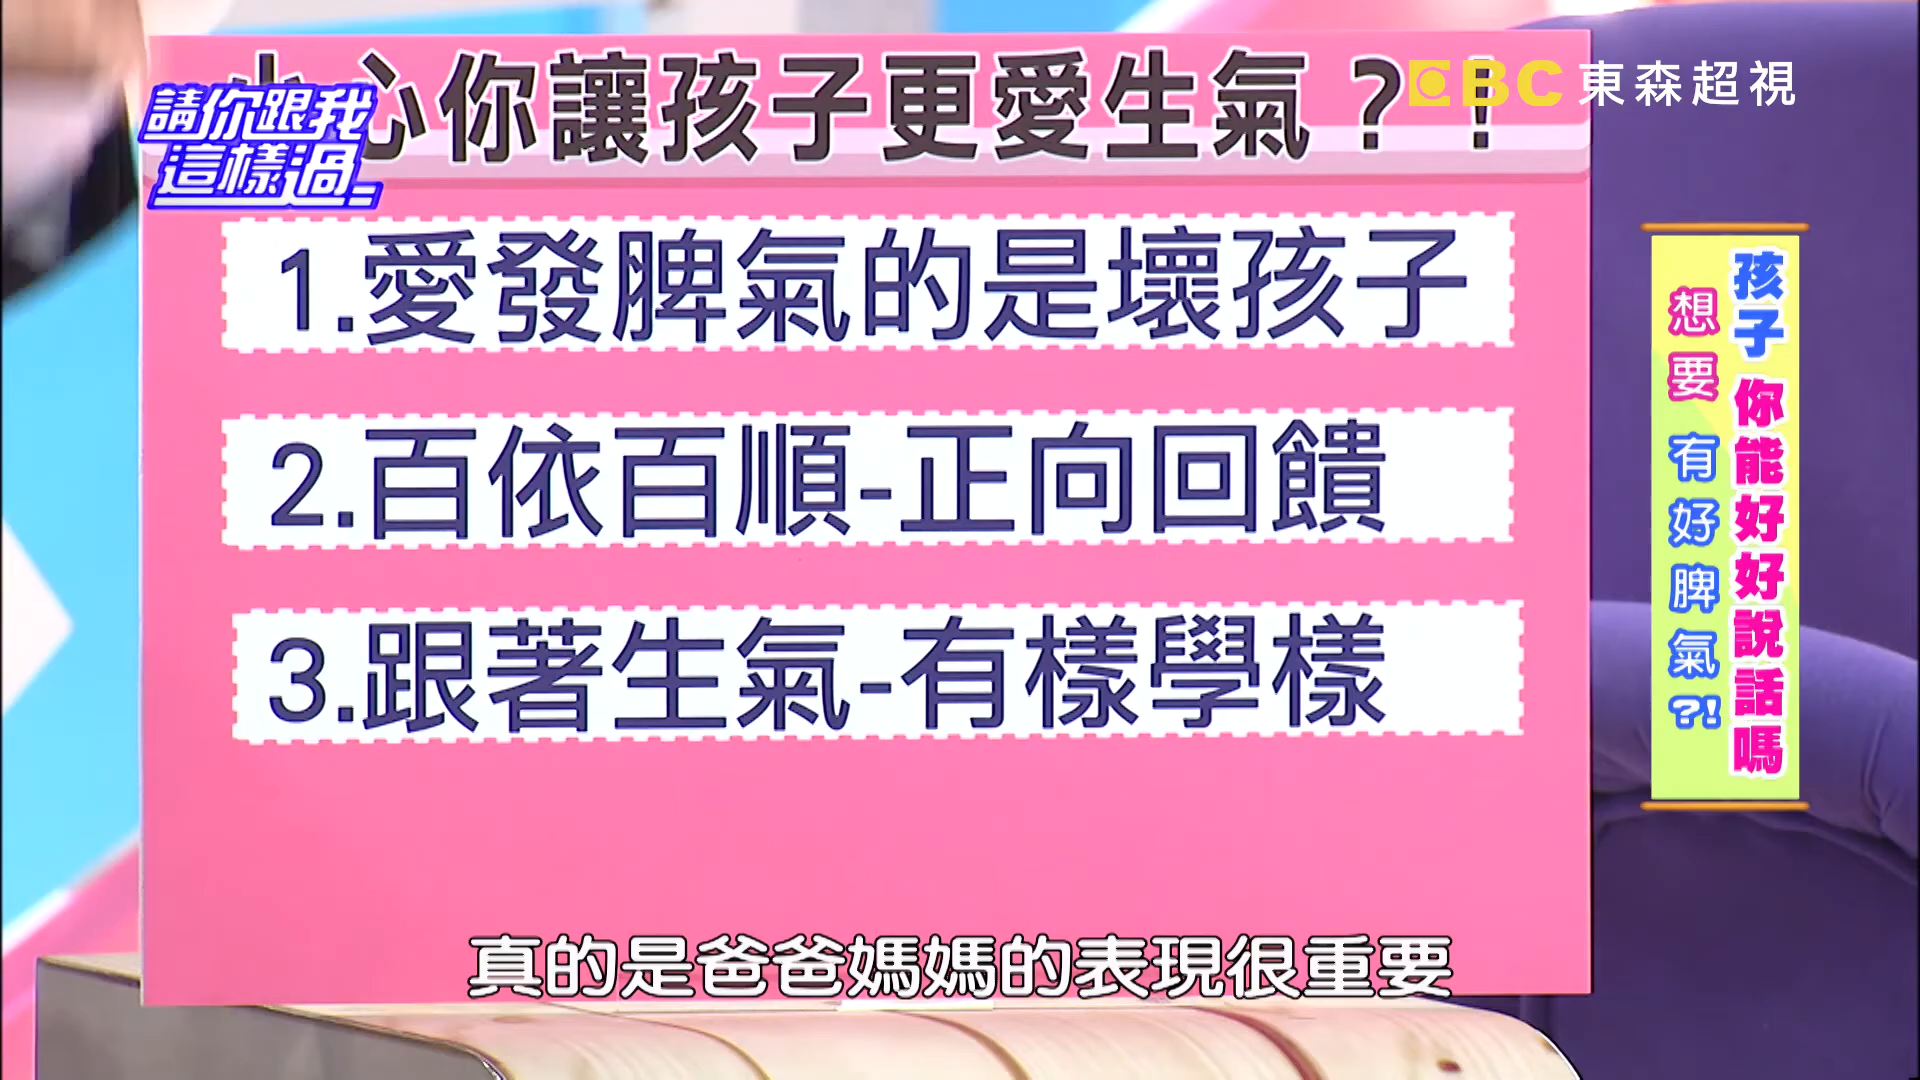 小心你讓孩子更愛生氣？！
請你跟我
這樣過
EBC 東森超視
1.愛發脾氣的是壞孩子
2.百依百順-正向回饋
3.跟著生氣-有樣學樣
孩子 你能好好說話嗎
想要 有好脾氣?!
真的是爸爸媽媽的表現很重要